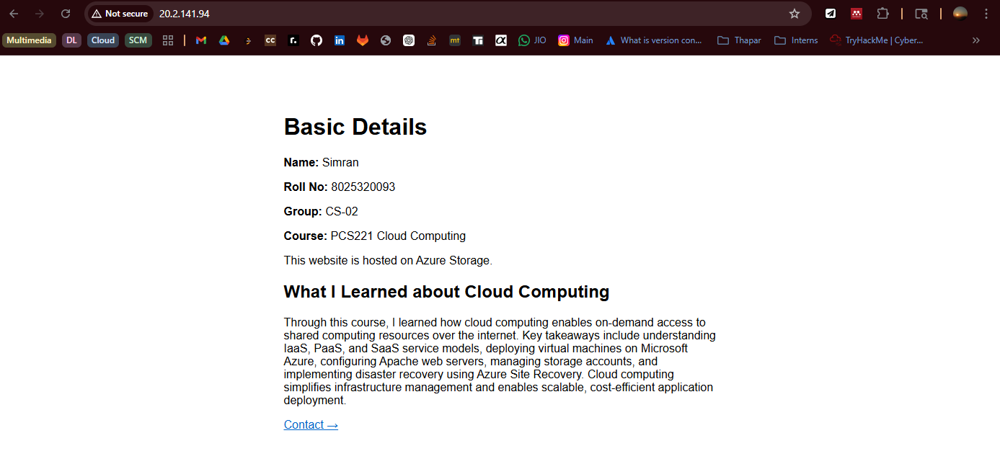 Not secure 20.2.141.94
Multimedia DL Cloud SCM cc r. in mt Ti α JIO Main What is version con... Thapar Interns TryHackMe | Cyber... »
Basic Details
Name: Simran
Roll No: 8025320093
Group: CS-02
Course: PCS221 Cloud Computing
This website is hosted on Azure Storage.
What I Learned about Cloud Computing
Through this course, I learned how cloud computing enables on-demand access to
shared computing resources over the internet. Key takeaways include understanding
IaaS, PaaS, and SaaS service models, deploying virtual machines on Microsoft
Azure, configuring Apache web servers, managing storage accounts, and
implementing disaster recovery using Azure Site Recovery. Cloud computing
simplifies infrastructure management and enables scalable, cost-efficient application
deployment.
Contact →